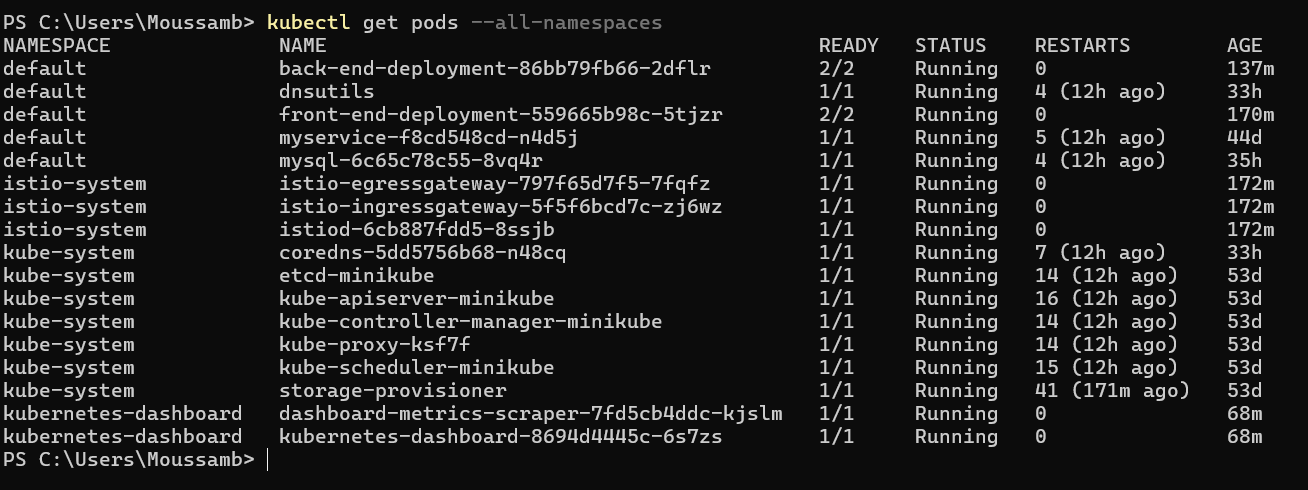 PS C:\Users\Moussamb> kubectl get pods --all-namespaces
NAMESPACE NAME READY STATUS RESTARTS AGE
default back-end-deployment-86bb79fb66-2dflr 2/2 Running 0 137m
default dnsutils 1/1 Running 4 (12h ago) 33h
default front-end-deployment-559665b98c-5tjzr 2/2 Running 0 170m
default myservice-f8cd548cd-n4d5j 1/1 Running 5 (12h ago) 44d
default mysql-6c65c78c55-8vq4r 1/1 Running 4 (12h ago) 35h
istio-system istio-egressgateway-797f65d7f5-7fqfz 1/1 Running 0 172m
istio-system istio-ingressgateway-5f5f6bcd7c-zj6wz 1/1 Running 0 172m
istio-system istiod-6cb887fdd5-8ssjb 1/1 Running 0 172m
kube-system coredns-5dd5756b68-n48cq 1/1 Running 7 (12h ago) 33h
kube-system etcd-minikube 1/1 Running 14 (12h ago) 53d
kube-system kube-apiserver-minikube 1/1 Running 16 (12h ago) 53d
kube-system kube-controller-manager-minikube 1/1 Running 14 (12h ago) 53d
kube-system kube-proxy-ksf7f 1/1 Running 14 (12h ago) 53d
kube-system kube-scheduler-minikube 1/1 Running 15 (12h ago) 53d
kube-system storage-provisioner 1/1 Running 41 (171m ago) 53d
kubernetes-dashboard dashboard-metrics-scraper-7fd5cb4ddc-kjslm 1/1 Running 0 68m
kubernetes-dashboard kubernetes-dashboard-8694d4445c-6s7zs 1/1 Running 0 68m
PS C:\Users\Moussamb>